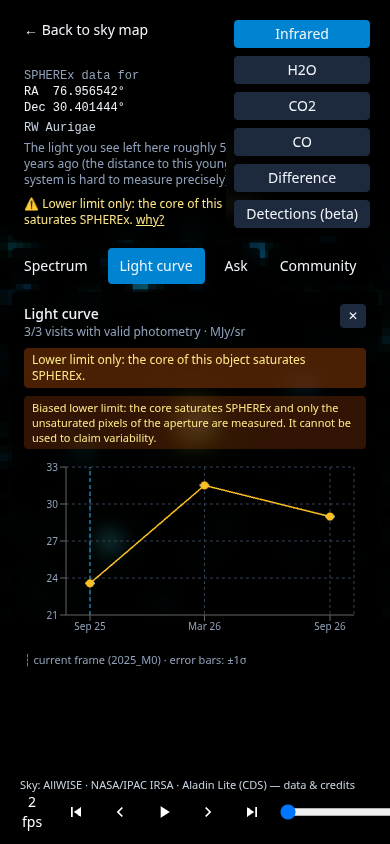 ← Back to sky map
Infrared
H2O
CO2
CO
Difference
Detections (beta)
SPHEREx data for
RA 76.956542°
Dec 30.401444°
RW Aurigae
The light you see left here roughly 5
years ago (the distance to this young
system is hard to measure precisely)
⚠️ Lower limit only: the core of this
saturates SPHEREx. why?
Spectrum
Light curve
Ask
Community
Light curve
✕
3/3 visits with valid photometry · MJy/sr
Lower limit only: the core of this object saturates
SPHEREx.
Biased lower limit: the core saturates SPHEREx and only the
unsaturated pixels of the aperture are measured. It cannot be
used to claim variability.
33
30
27
24
21
Sep 25
Mar 26
Sep 26
┆ current frame (2025_M0) · error bars: ±1σ
Sky: AllWISE · NASA/IPAC IRSA · Aladin Lite (CDS) — data & credits
2
fps